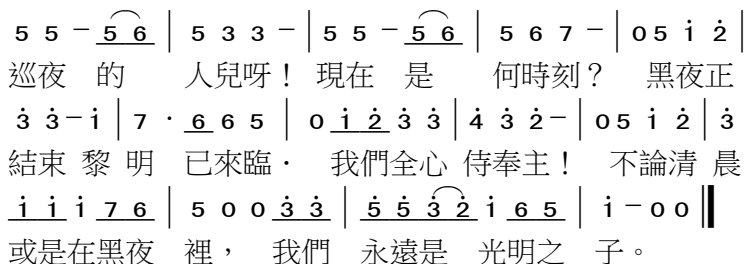 5 5 － 5 6 | 5 3 3 － | 5 5 － 5 6 | 5 6 7 － | 0 5 i̇ 2̇ |
巡夜 的 人兒呀！ 現在 是 何時刻？ 黑夜正
3̇ 3̇ － i̇ | 7 · 6 6 5 | 0 i̇ 2̇ 3̇ 3̇ | 4̇ 3̇ 2̇ － | 0 5 i̇ 2̇ | 3̇
結束 黎 明 已來臨． 我們全心 侍奉主！ 不論清 晨
i̇ i̇ i̇ 7 6 | 5 0 0 3̇ 3̇ | 5̇ 5̇ 3̇ 2̇ i̇ 6 5 | i̇ － 0 0 ‖
或是在黑夜 裡， 我們 永遠是 光明之 子。